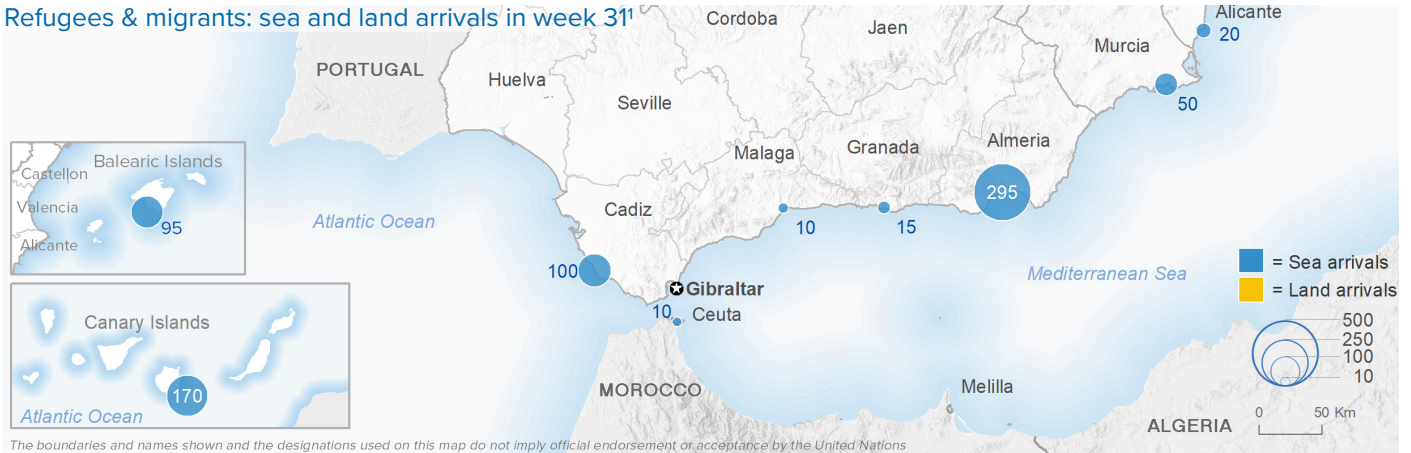 Refugees & migrants: sea and land arrivals in week 31¹
Cordoba
Alicante
20
Jaen
Murcia
PORTUGAL
Huelva
Seville
50
Almeria
Malaga
Granada
Balearic Islands
Castellon
Valencia
Alicante
95
295
Cadiz
Atlantic Ocean
10
15
100
Mediterranean Sea
= Sea arrivals
Gibraltar
= Land arrivals
10
Ceuta
Canary Islands
170
Atlantic Ocean
500
250
100
10
MOROCCO
Melilla
0 50 Km
ALGERIA
The boundaries and names shown and the designations used on this map do not imply official endorsement or acceptance by the United Nations